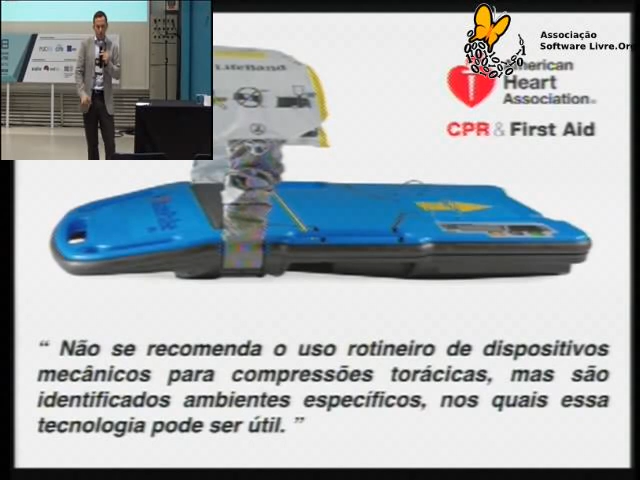 Associação
Software Livre.Or
American
Heart
Association
CPR & First Aid
LifeBand
“ Não se recomenda o uso rotineiro de dispositivos
mecânicos para compressões torácicas, mas são
identificados ambientes específicos, nos quais essa
tecnologia pode ser útil. ”